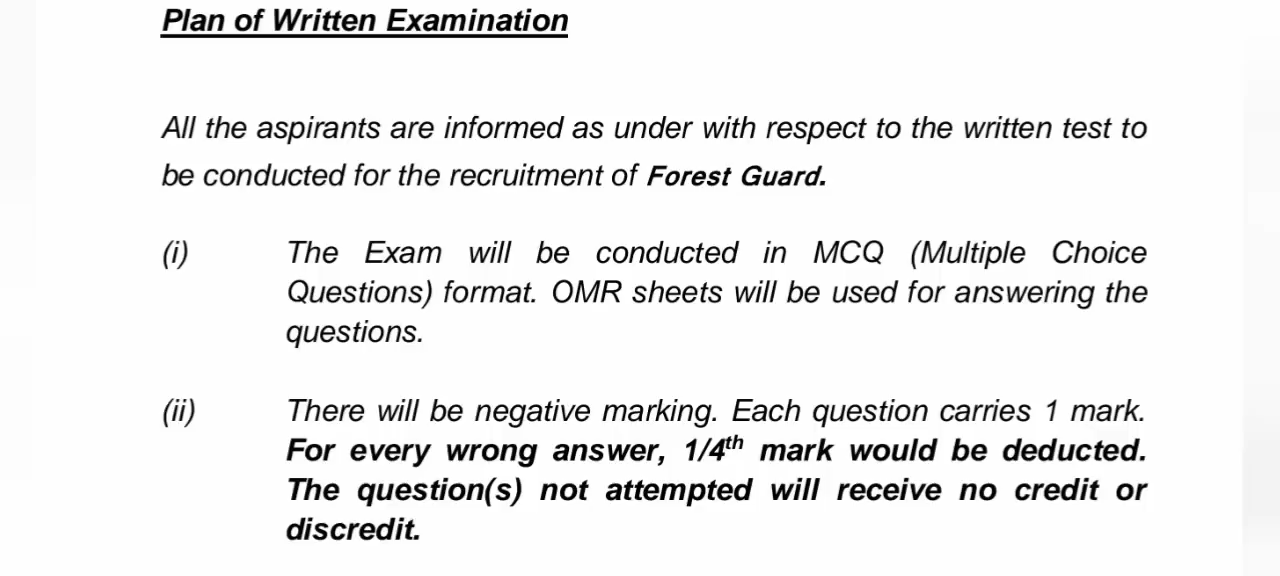 Plan of Written Examination
All the aspirants are informed as under with respect to the written test to
be conducted for the recruitment of Forest Guard.
(i) The Exam will be conducted in MCQ (Multiple Choice
Questions) format. OMR sheets will be used for answering the
questions.
(ii) There will be negative marking. Each question carries 1 mark.
For every wrong answer, 1/4th mark would be deducted.
The question(s) not attempted will receive no credit or
discredit.